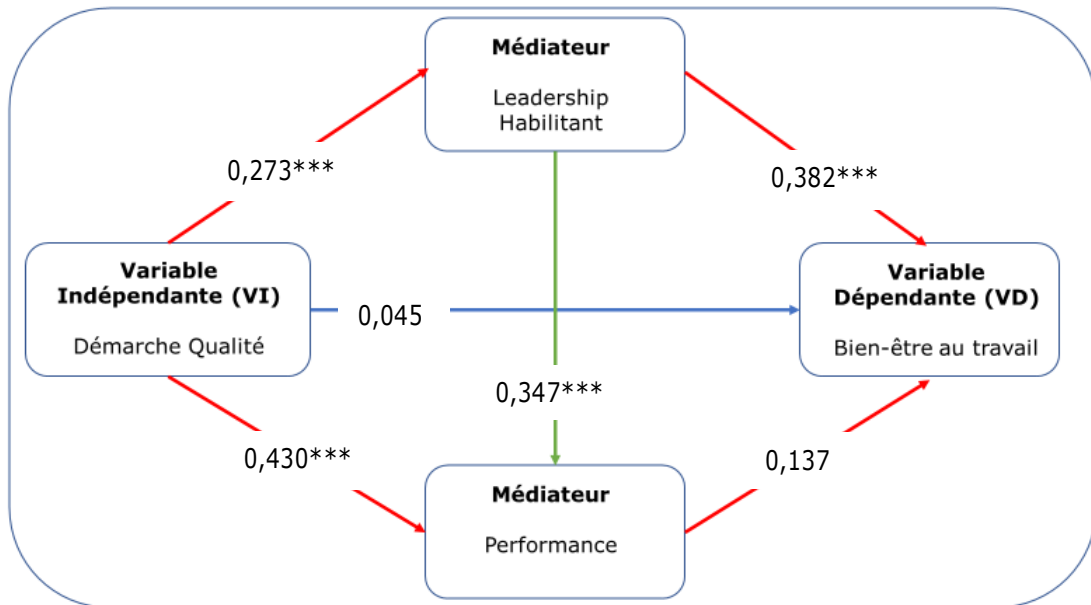 Médiateur
Leadership
Habilitant
0,273***
0,382***
Variable
Indépendante (VI)
Démarche Qualité
0,045
Variable
Dépendante (VD)
Bien-être au travail
0,347***
0,430***
0,137
Médiateur
Performance